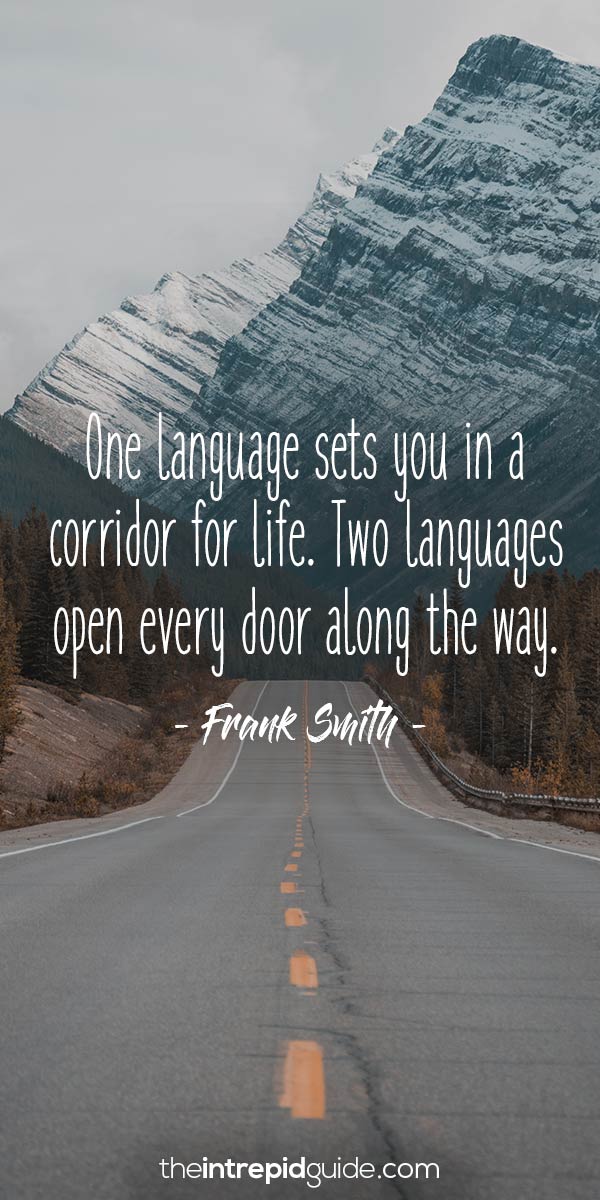 One language sets you in a
corridor for life. Two languages
open every door along the way.
- Frank Smith -
theintrepidguide.com